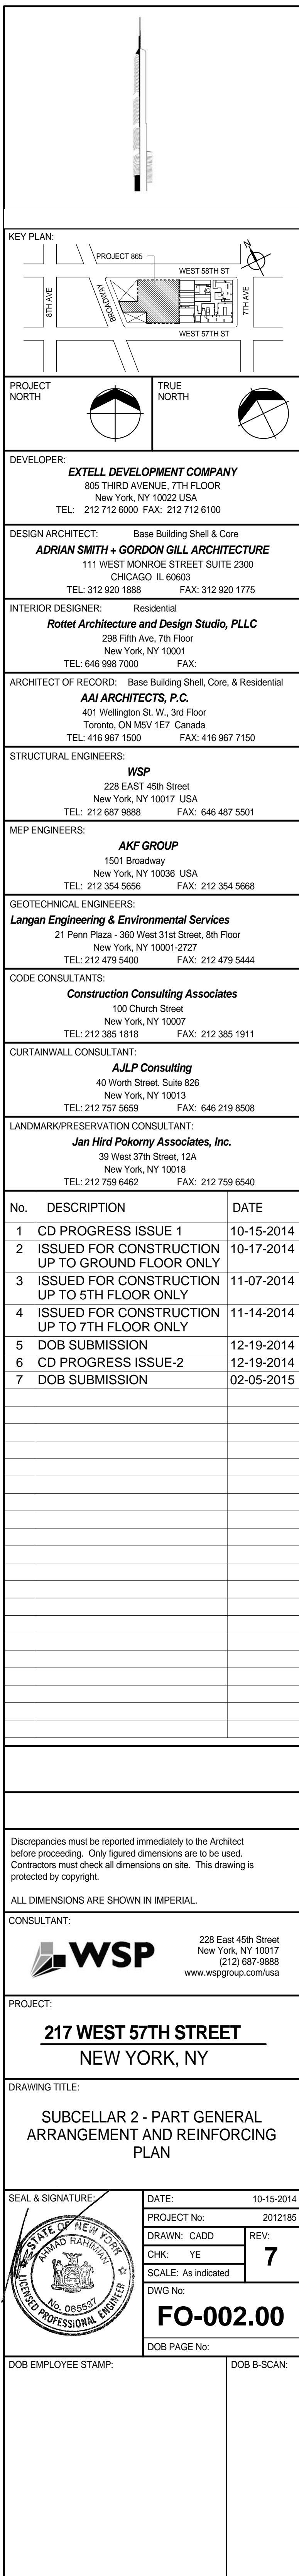 KEY PLAN:
N
PROJECT 865
WEST 58TH ST
8TH AVE
BROADWAY
7TH AVE
WEST 57TH ST
PROJECT NORTH
TRUE NORTH
DEVELOPER:
EXTELL DEVELOPMENT COMPANY
805 THIRD AVENUE, 7TH FLOOR
New York, NY 10022 USA
TEL: 212 712 6000 FAX: 212 712 6100
DESIGN ARCHITECT: Base Building Shell & Core
ADRIAN SMITH + GORDON GILL ARCHITECTURE
111 WEST MONROE STREET SUITE 2300
CHICAGO IL 60603
TEL: 312 920 1888 FAX: 312 920 1775
INTERIOR DESIGNER: Residential
Rottet Architecture and Design Studio, PLLC
298 Fifth Ave, 7th Floor
New York, NY 10001
TEL: 646 998 7000 FAX:
ARCHITECT OF RECORD: Base Building Shell, Core, & Residential
AAI ARCHITECTS, P.C.
401 Wellington St. W., 3rd Floor
Toronto, ON M5V 1E7 Canada
TEL: 416 967 1500 FAX: 416 967 7150
STRUCTURAL ENGINEERS:
WSP
228 EAST 45th Street
New York, NY 10017 USA
TEL: 212 687 9888 FAX: 646 487 5501
MEP ENGINEERS:
AKF GROUP
1501 Broadway
New York, NY 10036 USA
TEL: 212 354 5656 FAX: 212 354 5668
GEOTECHNICAL ENGINEERS:
Langan Engineering & Environmental Services
21 Penn Plaza - 360 West 31st Street, 8th Floor
New York, NY 10001-2727
TEL: 212 479 5400 FAX: 212 479 5444
CODE CONSULTANTS:
Construction Consulting Associates
100 Church Street
New York, NY 10007
TEL: 212 385 1818 FAX: 212 385 1911
CURTAINWALL CONSULTANT:
AJLP Consulting
40 Worth Street. Suite 826
New York, NY 10013
TEL: 212 757 5659 FAX: 646 219 8508
LANDMARK/PRESERVATION CONSULTANT:
Jan Hird Pokorny Associates, Inc.
39 West 37th Street, 12A
New York, NY 10018
TEL: 212 759 6462 FAX: 212 759 6540
No. DESCRIPTION DATE
1 CD PROGRESS ISSUE 1 10-15-2014
2 ISSUED FOR CONSTRUCTION 10-17-2014
UP TO GROUND FLOOR ONLY
3 ISSUED FOR CONSTRUCTION 11-07-2014
UP TO 5TH FLOOR ONLY
4 ISSUED FOR CONSTRUCTION 11-14-2014
UP TO 7TH FLOOR ONLY
5 DOB SUBMISSION 12-19-2014
6 CD PROGRESS ISSUE-2 12-19-2014
7 DOB SUBMISSION 02-05-2015
Discrepancies must be reported immediately to the Architect
before proceeding. Only figured dimensions are to be used.
Contractors must check all dimensions on site. This drawing is
protected by copyright.
ALL DIMENSIONS ARE SHOWN IN IMPERIAL.
CONSULTANT:
WSP
228 East 45th Street
New York, NY 10017
(212) 687-9888
www.wspgroup.com/usa
PROJECT:
217 WEST 57TH STREET
NEW YORK, NY
DRAWING TITLE:
SUBCELLAR 2 - PART GENERAL
ARRANGEMENT AND REINFORCING
PLAN
SEAL & SIGNATURE:
STATE OF NEW YORK
AHMAD RAHIMIAN
No. 065537
LICENSED PROFESSIONAL ENGINEER
DATE: 10-15-2014
PROJECT No: 2012185
DRAWN: CADD
REV:
CHK: YE
7
SCALE: As indicated
DWG No:
FO-002.00
DOB PAGE No:
DOB EMPLOYEE STAMP:
DOB B-SCAN: